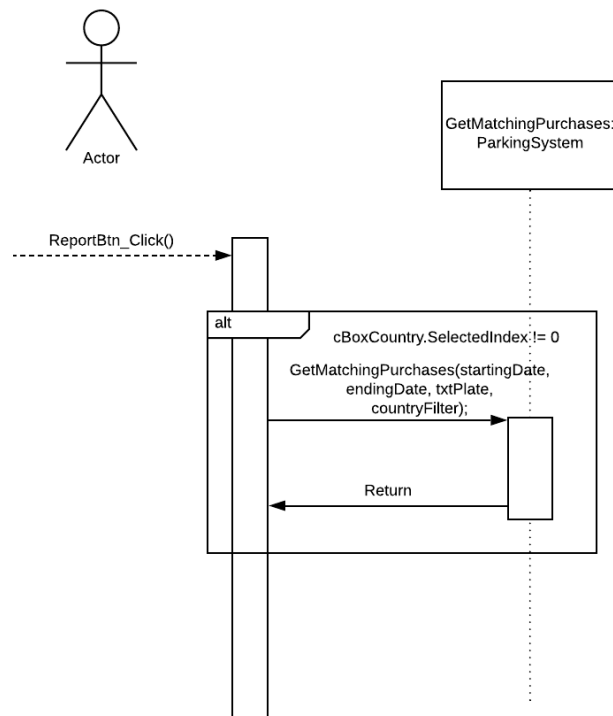 Actor
GetMatchingPurchases:
ParkingSystem
ReportBtn_Click()
alt
cBoxCountry.SelectedIndex != 0
GetMatchingPurchases(startingDate,
endingDate, txtPlate,
countryFilter);
Return